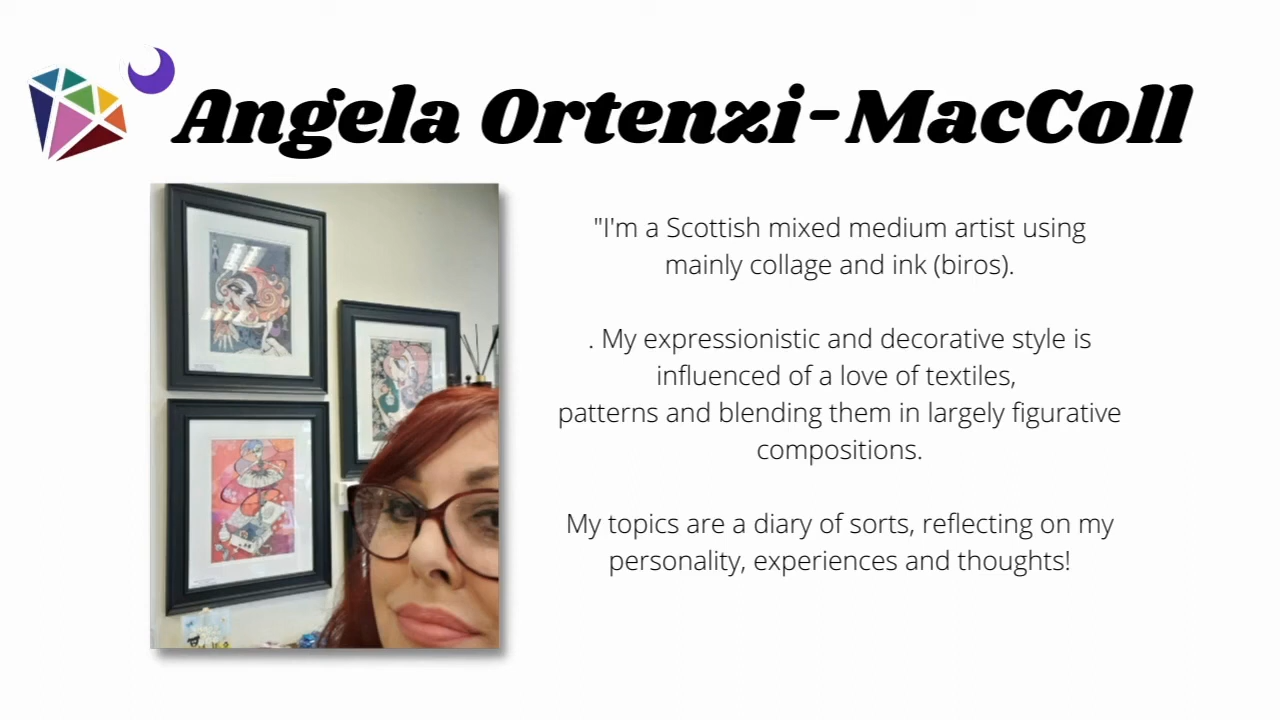 Angela Ortenzi-MacColl
"I'm a Scottish mixed medium artist using
mainly collage and ink (biros).
. My expressionistic and decorative style is
influenced of a love of textiles,
patterns and blending them in largely figurative
compositions.
My topics are a diary of sorts, reflecting on my
personality, experiences and thoughts!